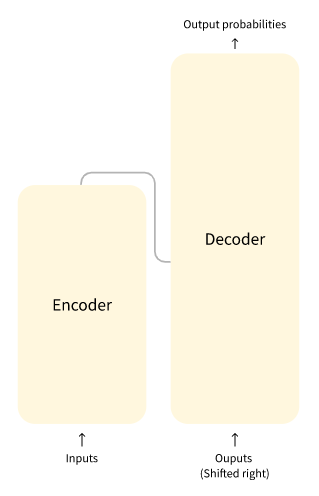 Output probabilities
Decoder
Encoder
Inputs
Ouputs
(Shifted right)